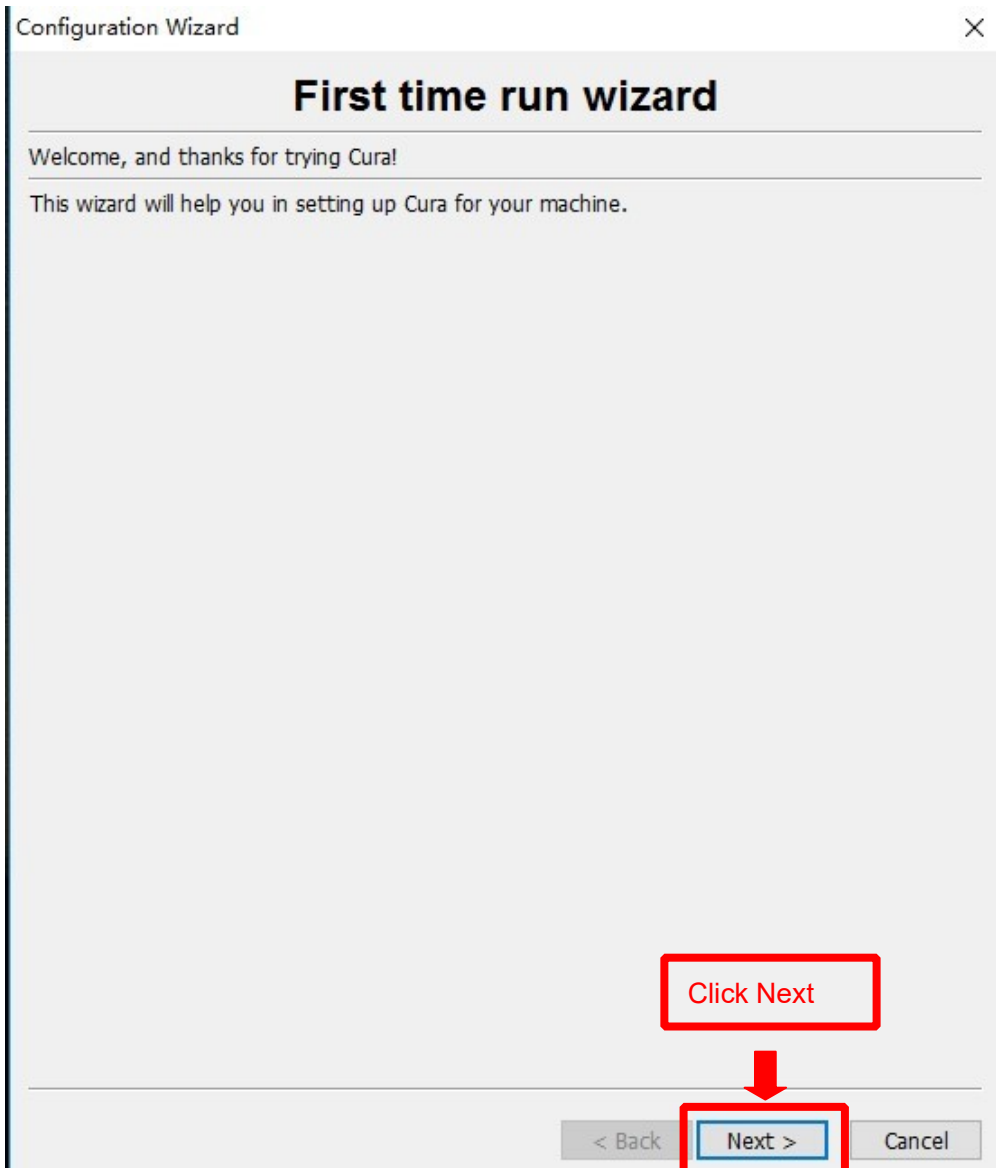 Configuration Wizard
First time run wizard
Welcome, and thanks for trying Cura!
This wizard will help you in setting up Cura for your machine.
Click Next
< Back Next > Cancel